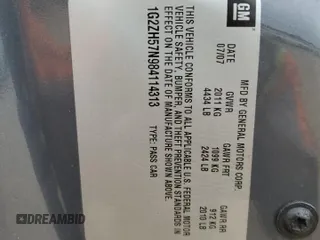 GM
MFD BY GENERAL MOTORS CORP
DATE GVWR GAWR FRT GAWR RR
07/07 2011 KG 1099 KG 912 KG
4434 LB 2424 LB 2010 LB
THIS VEHICLE CONFORMS TO ALL APPLICABLE U.S. FEDERAL MOTOR
VEHICLE SAFETY, BUMPER, AND THEFT PREVENTION STANDARDS IN
EFFECT ON THE DATE OF MANUFACTURE SHOWN ABOVE.
1G2ZH57N984114313 TYPE: PASS CAR
DREAMBID